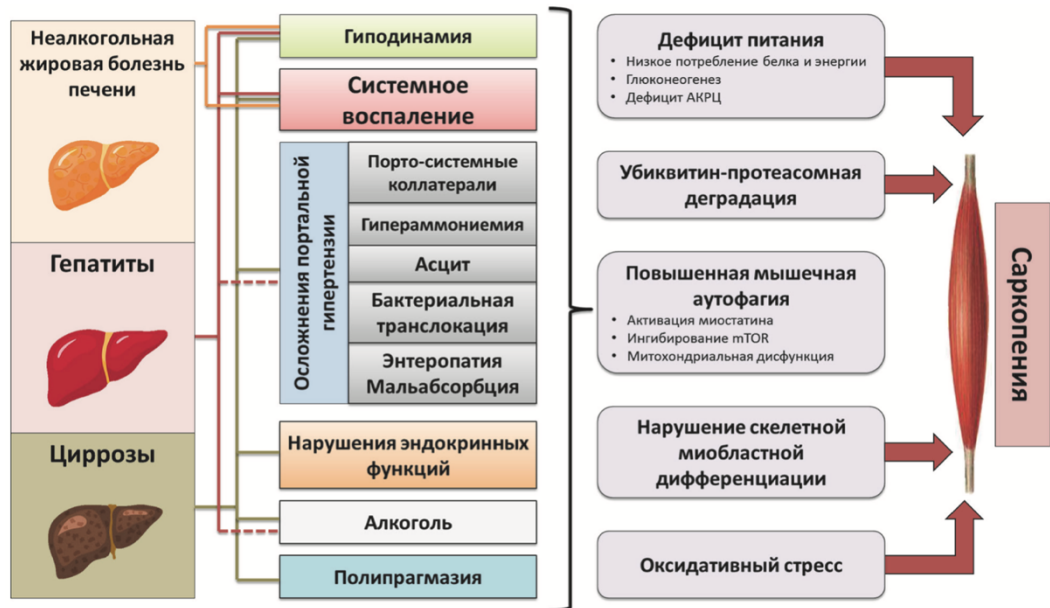 Неалкогольная
жировая болезнь
печени
Гепатиты
Циррозы
Гиподинамия
Системное
воспаление
Осложнения портальной
гипертензии
Порто-системные
коллатерали
Гипераммониемия
Асцит
Бактериальная
транслокация
Энтеропатия
Мальабсорбция
Нарушения эндокринных
функций
Алкоголь
Полипрагмазия
Дефицит питания
• Низкое потребление белка и энергии
• Глюконеогенез
• Дефицит АКРЦ
Убиквитин-протеасомная
деградация
Повышенная мышечная
аутофагия
• Активация миостатина
• Ингибирование mTOR
• Митохондриальная дисфункция
Нарушение скелетной
миобластной
дифференциации
Оксидативный стресс
Саркопения